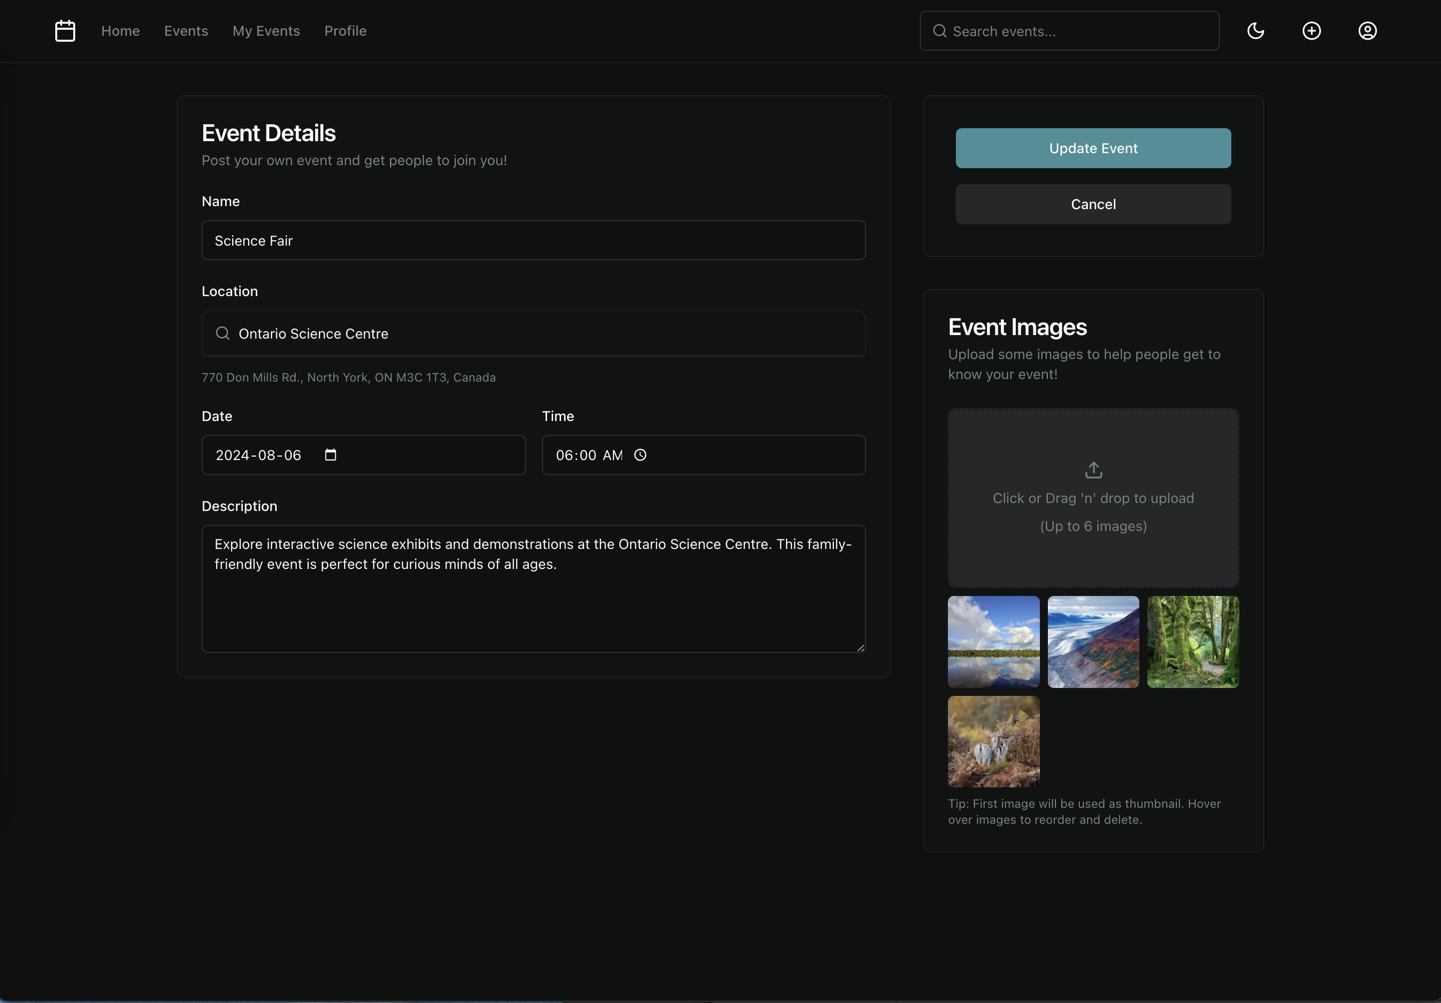 Home Events My Events Profile
Search events...
Event Details
Post your own event and get people to join you!
Name
Science Fair
Location
Ontario Science Centre
770 Don Mills Rd., North York, ON M3C 1T3, Canada
Date Time
2024-08-06 06:00 AM
Description
Explore interactive science exhibits and demonstrations at the Ontario Science Centre. This family-
friendly event is perfect for curious minds of all ages.
Update Event
Cancel
Event Images
Upload some images to help people get to
know your event!
Click or Drag 'n' drop to upload
(Up to 6 images)
Tip: First image will be used as thumbnail. Hover
over images to reorder and delete.